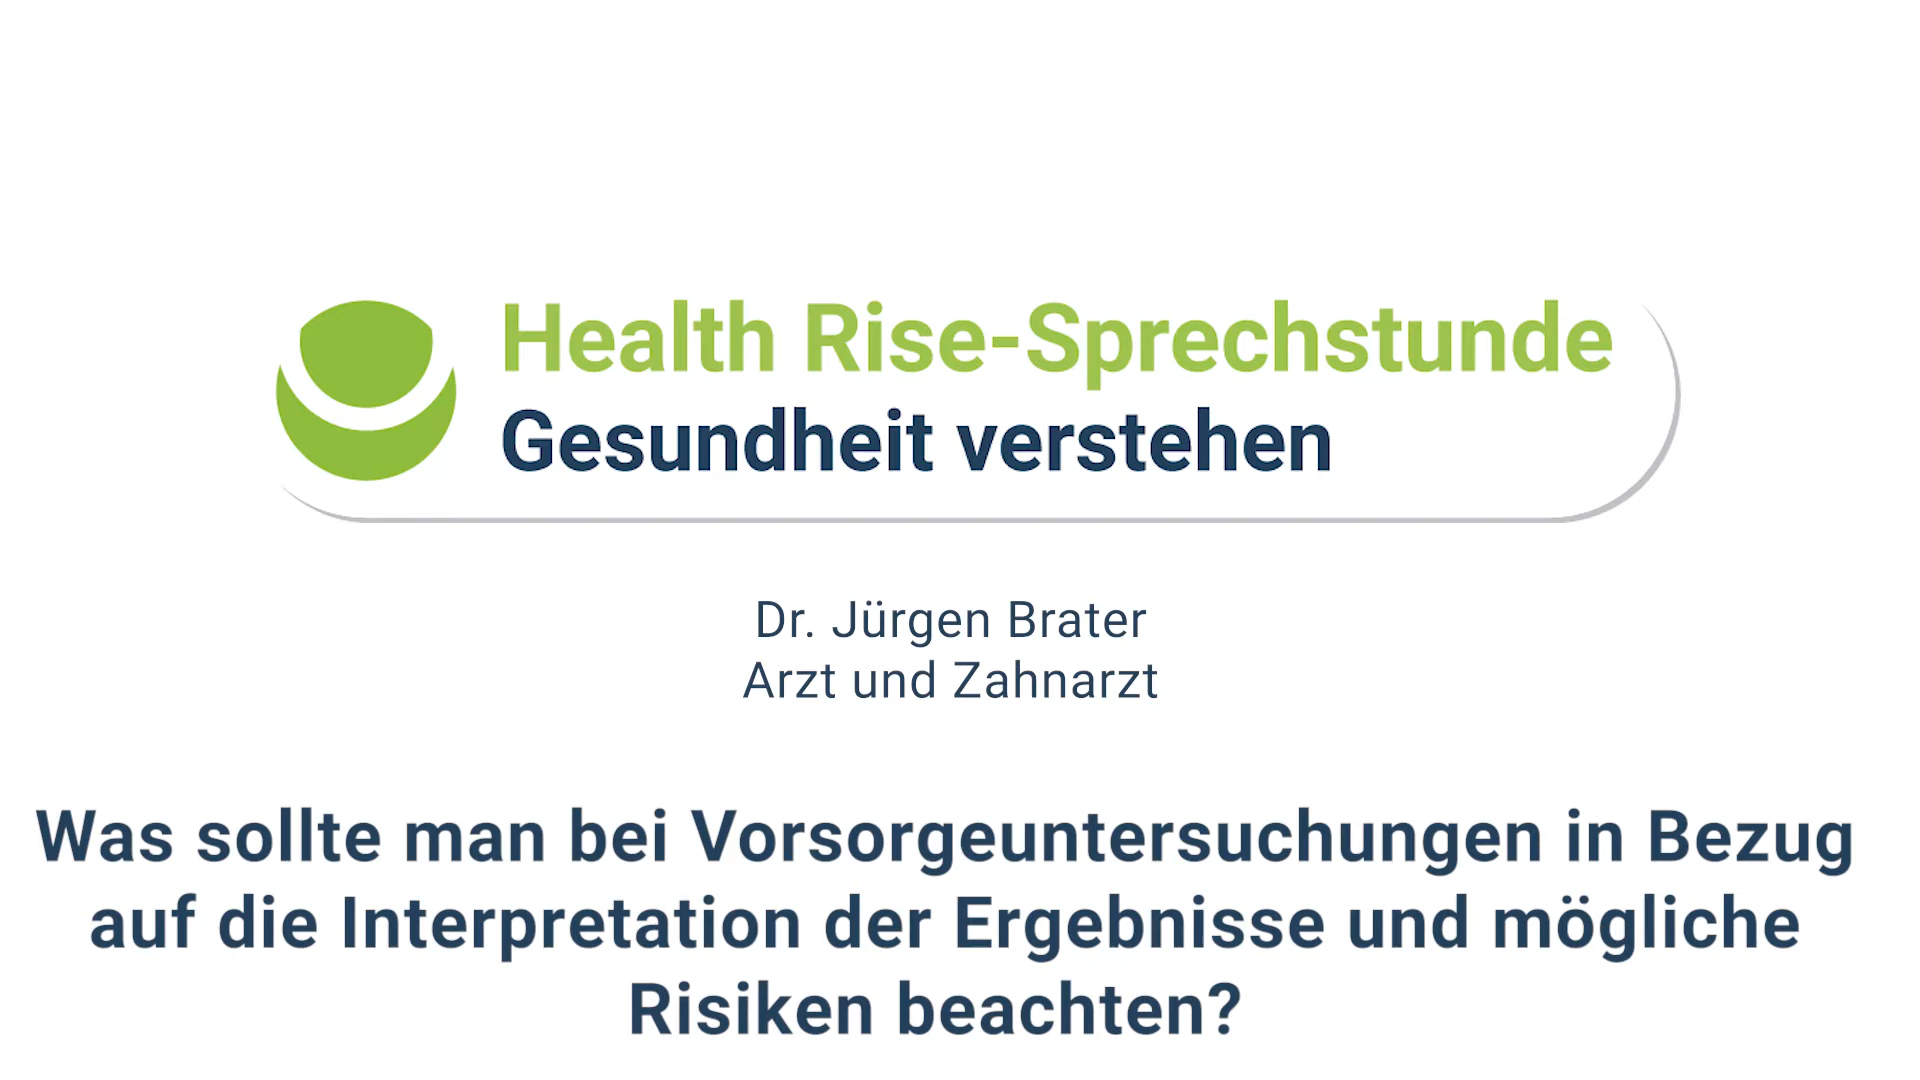 Health Rise-Sprechstunde
Gesundheit verstehen
Dr. Jürgen Brater
Arzt und Zahnarzt
Was sollte man bei Vorsorgeuntersuchungen in Bezug
auf die Interpretation der Ergebnisse und mögliche
Risiken beachten?